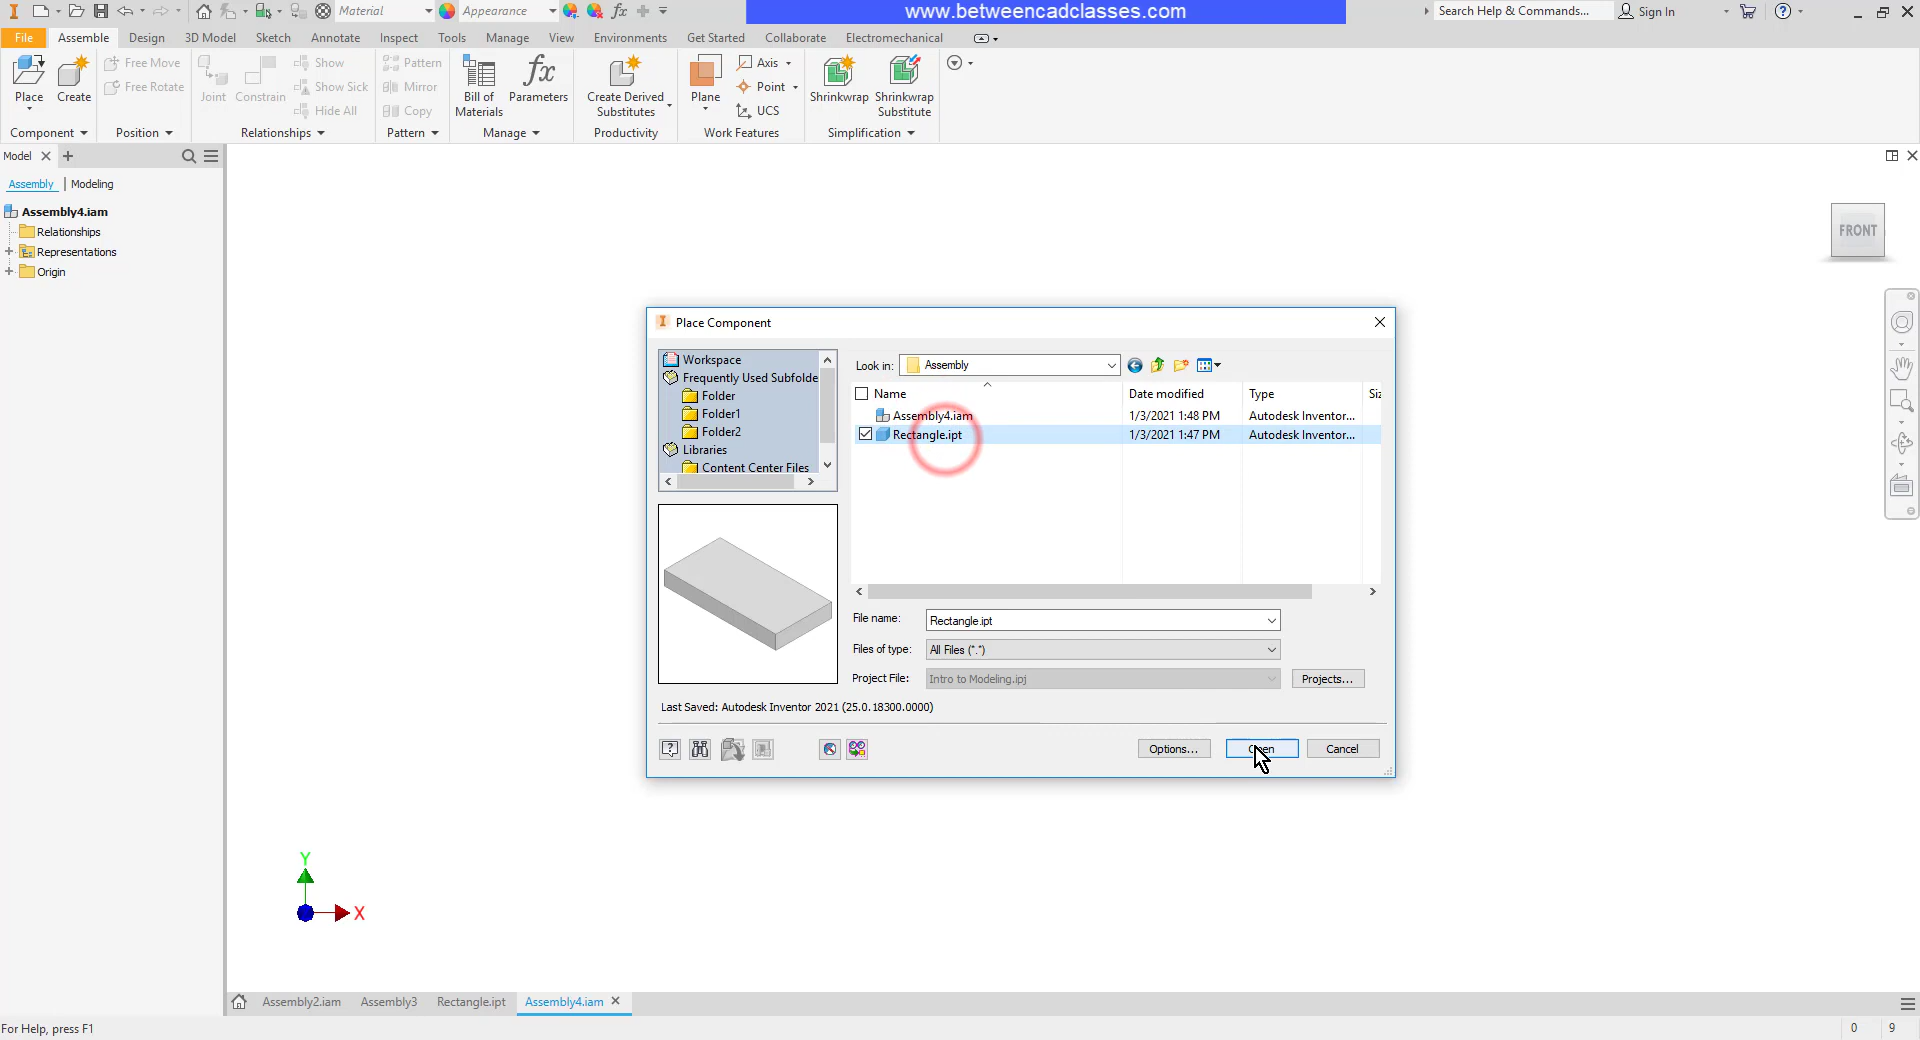 Material
Appearance
fx
www.betweencadclasses.com
Search Help & Commands...
Sign In
File
Assemble
Design
3D Model
Sketch
Annotate
Inspect
Tools
Manage
View
Environments
Get Started
Collaborate
Electromechanical
Place
Create
Free Move
Free Rotate
Joint
Constrain
Show
Show Sick
Hide All
Pattern
Mirror
Copy
Bill of
Materials
fx
Parameters
Create Derived
Substitutes
Plane
Axis
Point
UCS
Shrinkwrap
Shrinkwrap
Substitute
Component
Position
Relationships
Pattern
Manage
Productivity
Work Features
Simplification
Model
Assembly
Modeling
Assembly4.iam
Relationships
Representations
Origin
FRONT
Place Component
Workspace
Frequently Used Subfolde
Folder
Folder1
Folder2
Libraries
Content Center Files
Look in:
Assembly
Name
Date modified
Type
Siz
Assembly4.iam
1/3/2021 1:48 PM
Autodesk Inventor...
Rectangle.ipt
1/3/2021 1:47 PM
Autodesk Inventor...
File name:
Rectangle.ipt
Files of type:
All Files (*.*)
Project File:
Intro to Modeling.ipj
Projects...
Last Saved: Autodesk Inventor 2021 (25.0.18300.0000)
Options...
Cancel
Y
X
Assembly2.iam
Assembly3
Rectangle.ipt
Assembly4.iam
For Help, press F1
0
9